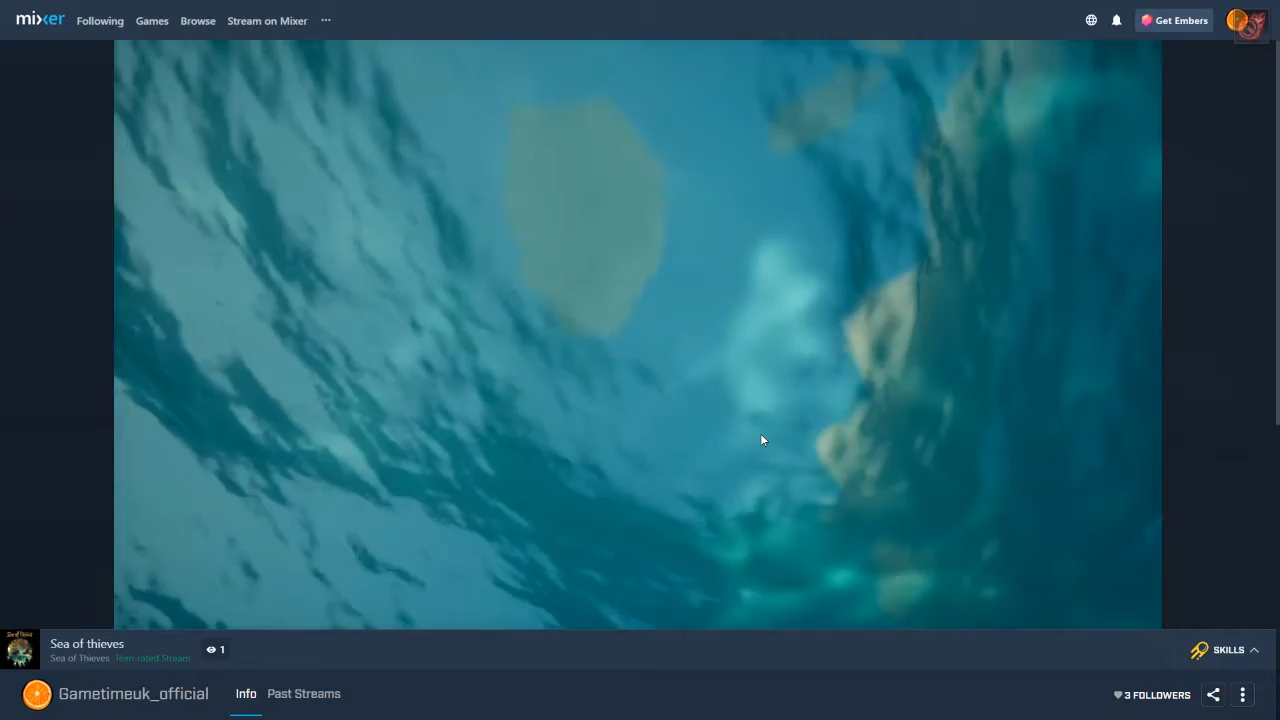 mixer Following Games Browse Stream on Mixer ... Get Embers
Sea of thieves 1
Sea of Thieves Teen-rated Stream SKILLS
Gametimeuk_official Info Past Streams 3 FOLLOWERS